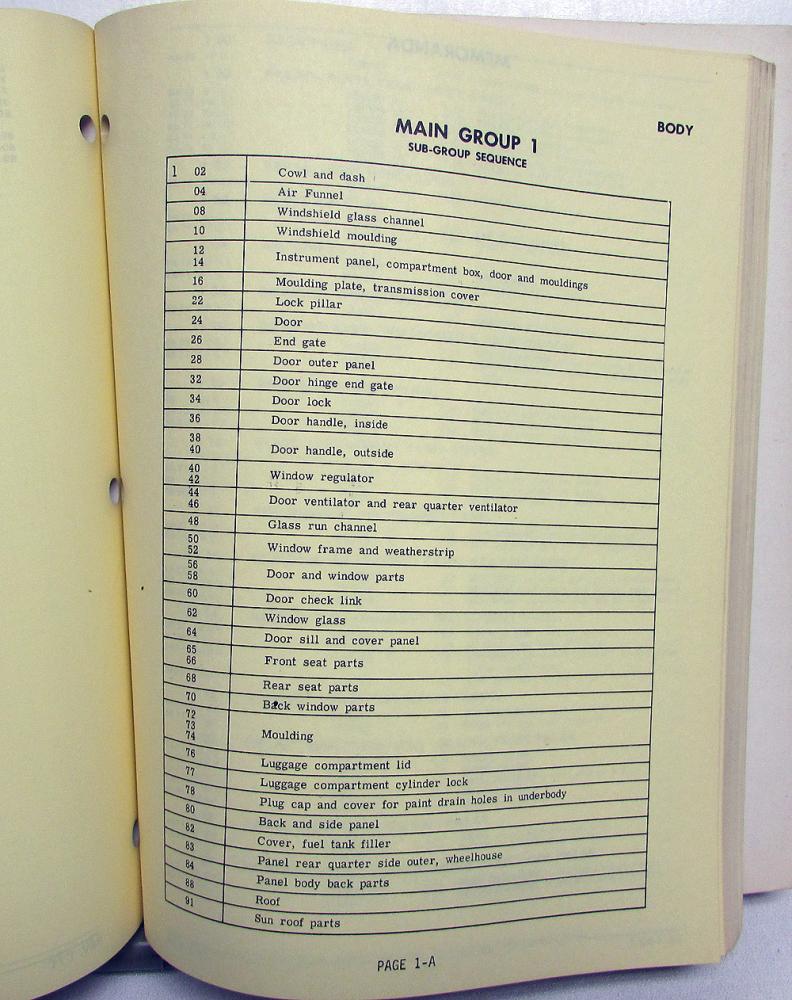 BODY
MAIN GROUP 1
SUB-GROUP SEQUENCE
1 02 Cowl and dash
04 Air Funnel
08 Windshield glass channel
10 Windshield moulding
12
14 Instrument panel, compartment box, door and mouldings
16 Moulding plate, transmission cover
22 Lock pillar
24 Door
26 End gate
28 Door outer panel
32 Door hinge end gate
34 Door lock
36 Door handle, inside
38
40 Door handle, outside
40
42 Window regulator
44
46 Door ventilator and rear quarter ventilator
48 Glass run channel
50
52 Window frame and weatherstrip
56
58 Door and window parts
60 Door check link
62 Window glass
64 Door sill and cover panel
65
66 Front seat parts
68 Rear seat parts
70 Back window parts
72
73
74 Moulding
76 Luggage compartment lid
77 Luggage compartment cylinder lock
78 Plug cap and cover for paint drain holes in underbody
80 Back and side panel
82 Cover, fuel tank filler
83 Panel rear quarter side outer, wheelhouse
84 Panel body back parts
88 Roof
91 Sun roof parts
PAGE 1-A